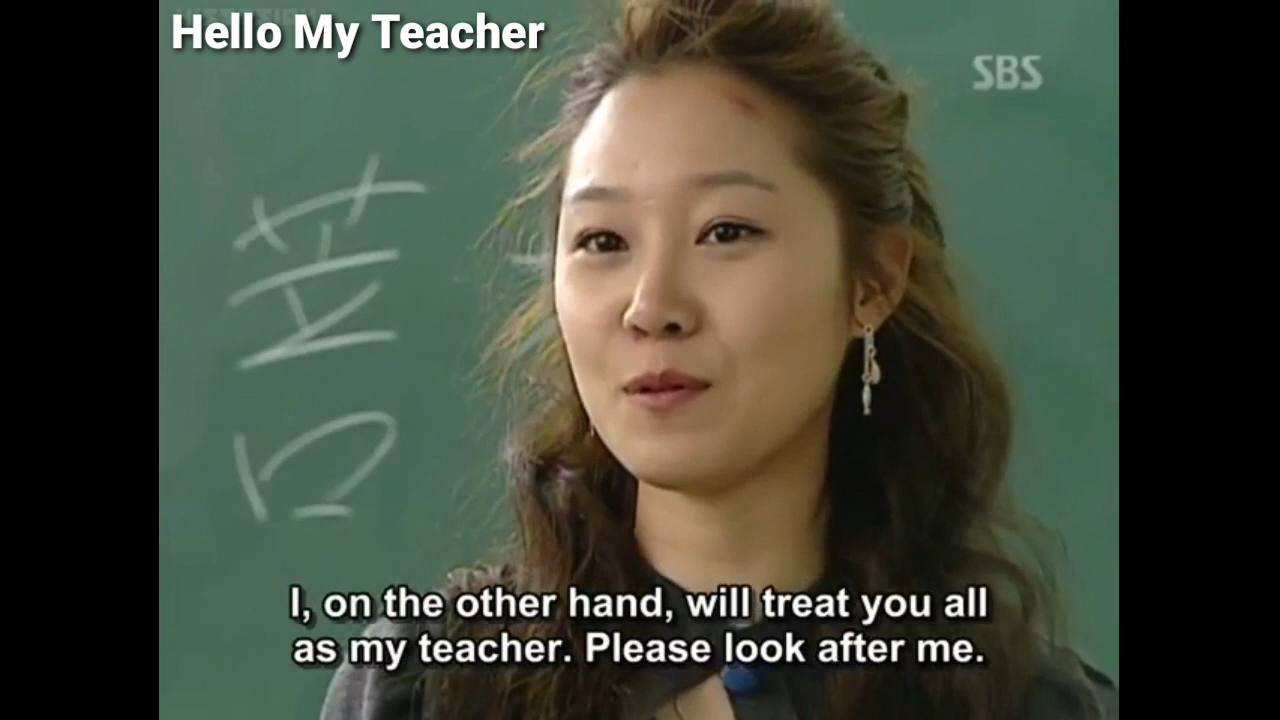 Hello My Teacher
SBS
I, on the other hand, will treat you all
as my teacher. Please look after me.